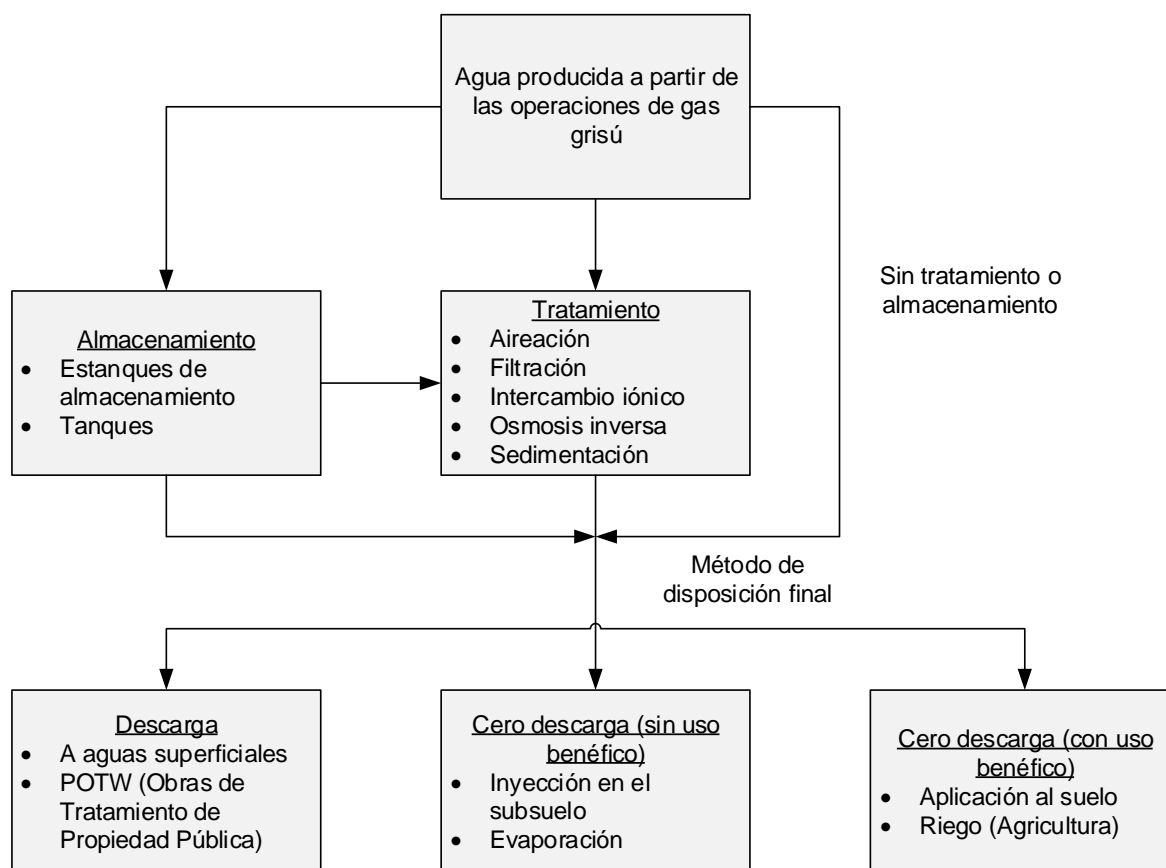 Agua producida a partir de
las operaciones de gas
grisú
Sin tratamiento o
almacenamiento
Almacenamiento
• Estanques de
almacenamiento
• Tanques
Tratamiento
• Aireación
• Filtración
• Intercambio iónico
• Osmosis inversa
• Sedimentación
Método de
disposición final
Descarga
• A aguas superficiales
• POTW (Obras de
Tratamiento de
Propiedad Pública)
Cero descarga (sin uso
benéfico)
• Inyección en el
subsuelo
• Evaporación
Cero descarga (con uso
benéfico)
• Aplicación al suelo
• Riego (Agricultura)